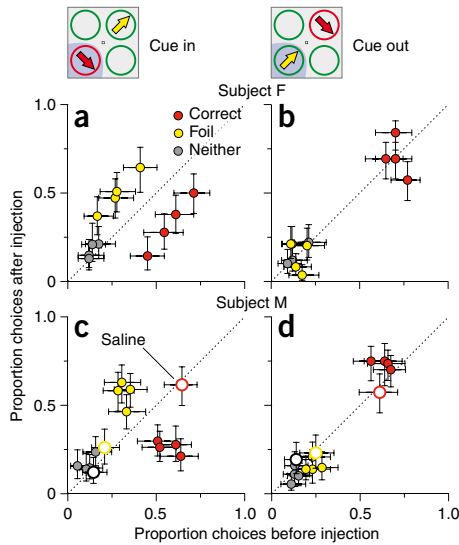 Cue in
Cue out
Subject F
a
Correct
Foil
Neither
b
1.0
0.5
0
Subject M
c
Saline
d
1.0
0.5
0
0
0.5
1.0
0
0.5
1.0
Proportion choices after injection
Proportion choices before injection